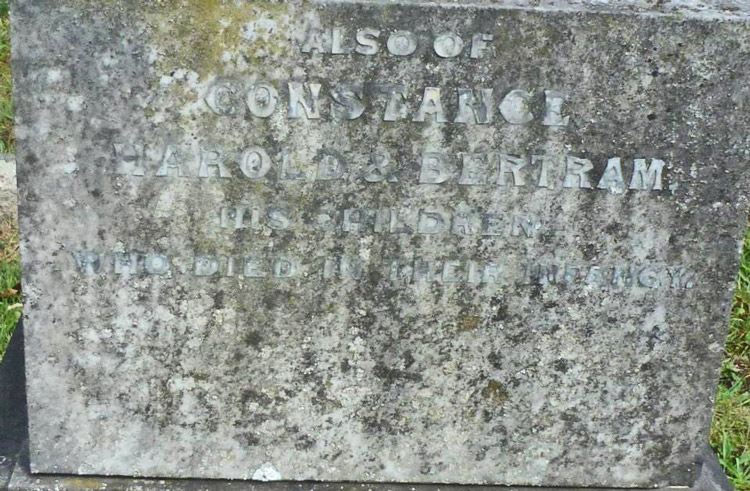 ALSO OF
CONSTANCE
HAROLD & BERTRAM,
HIS CHILDREN
WHO DIED IN THEIR INFANCY.